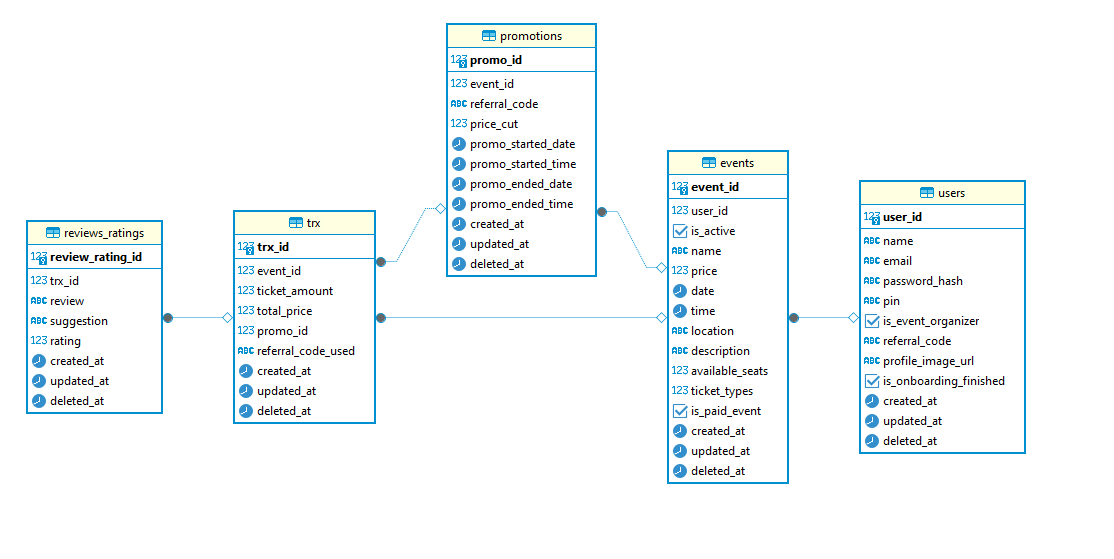 promotions
123 promo_id
123 event_id
ABC referral_code
123 price_cut
promo_started_date
promo_started_time
promo_ended_date
promo_ended_time
created_at
updated_at
deleted_at
events
123 event_id
123 user_id
is_active
ABC name
123 price
date
time
ABC location
ABC description
123 available_seats
123 ticket_types
is_paid_event
created_at
updated_at
deleted_at
users
123 user_id
ABC name
ABC email
ABC password_hash
ABC pin
is_event_organizer
ABC referral_code
ABC profile_image_url
is_onboarding_finished
created_at
updated_at
deleted_at
trx
123 trx_id
123 event_id
123 ticket_amount
123 total_price
123 promo_id
ABC referral_code_used
created_at
updated_at
deleted_at
reviews_ratings
123 review_rating_id
123 trx_id
ABC review
ABC suggestion
123 rating
created_at
updated_at
deleted_at